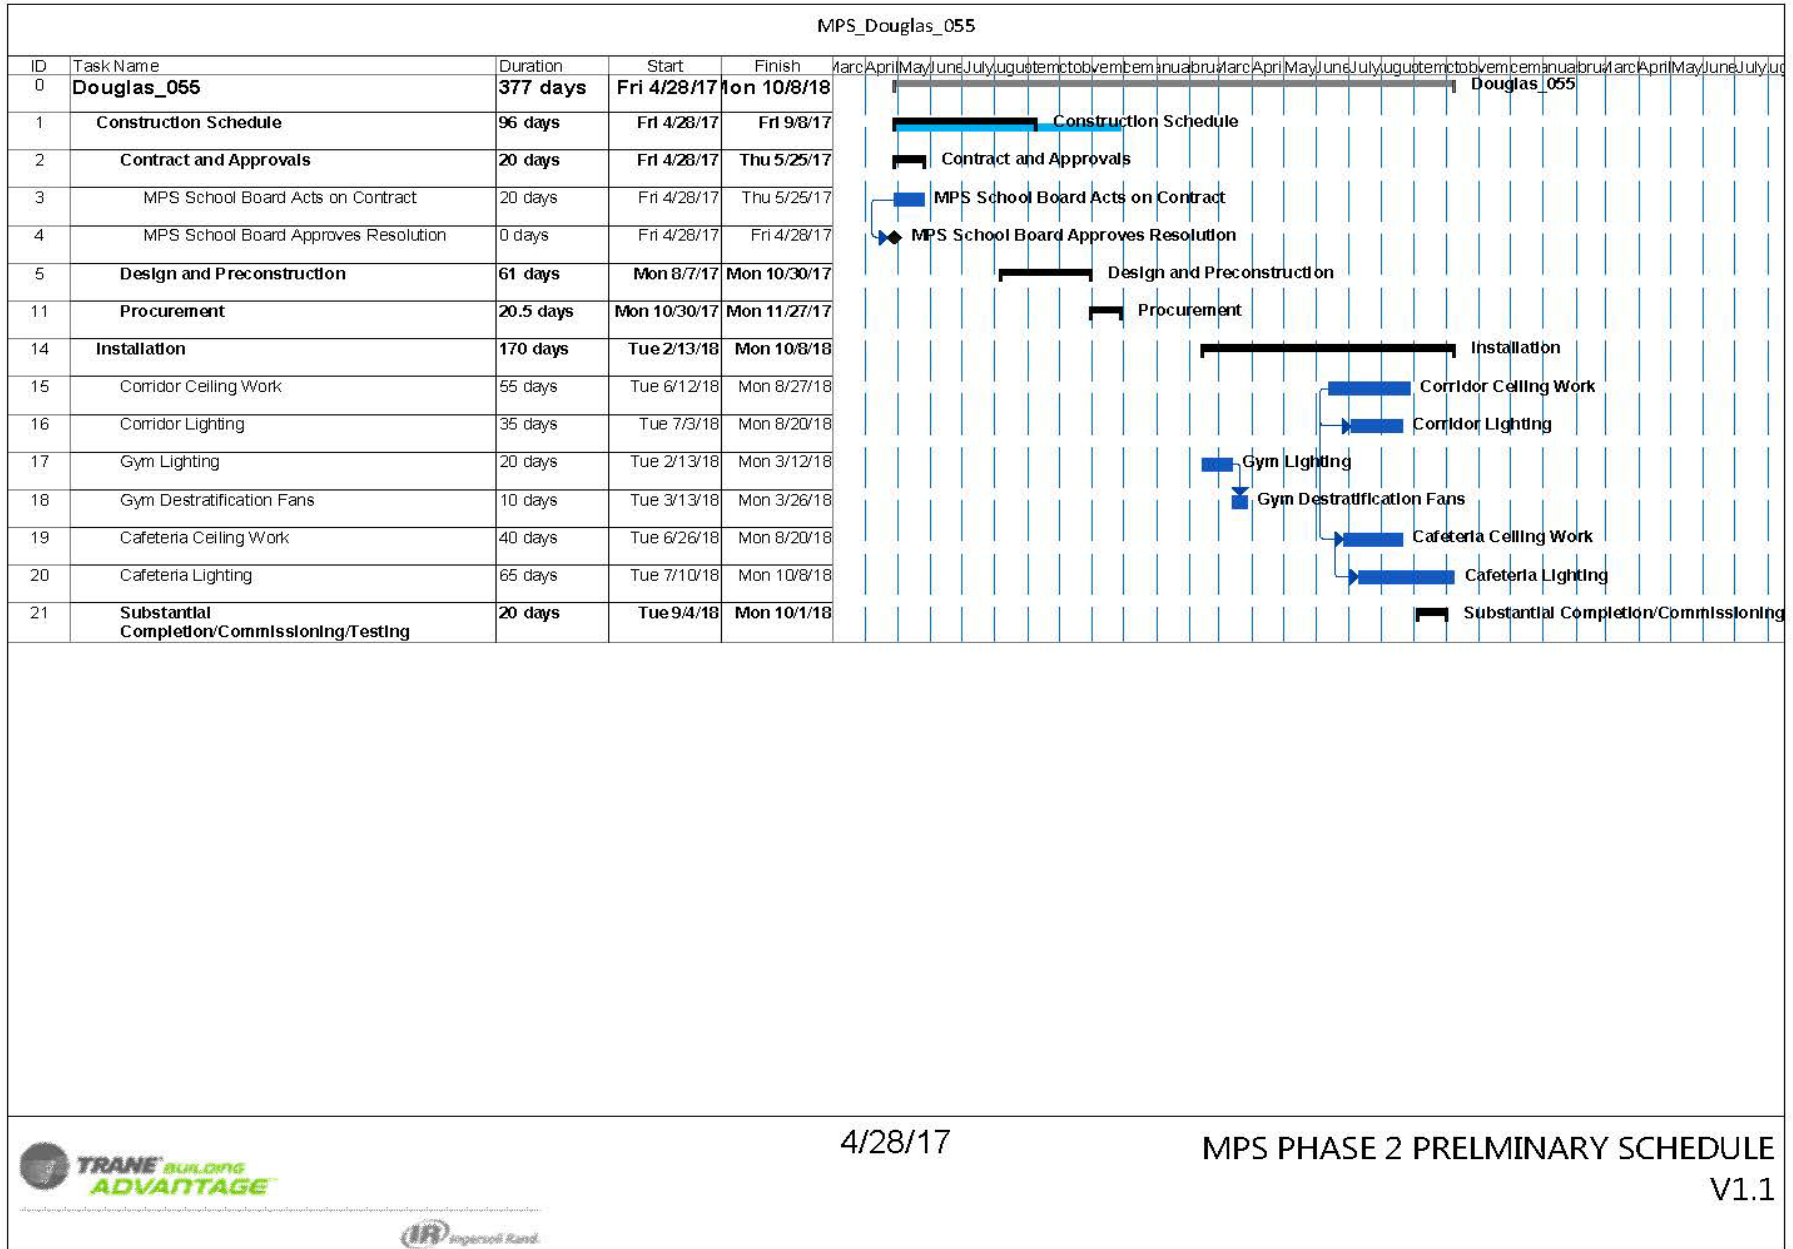 MPS_Douglas_055
ID Task Name Duration Start Finish
0 Douglas_055 377 days Fri 4/28/17 Mon 10/8/18 Douglas_055
1 Construction Schedule 96 days Fri 4/28/17 Fri 9/8/17 Construction Schedule
2 Contract and Approvals 20 days Fri 4/28/17 Thu 5/25/17 Contract and Approvals
3 MPS School Board Acts on Contract 20 days Fri 4/28/17 Thu 5/25/17 MPS School Board Acts on Contract
4 MPS School Board Approves Resolution 0 days Fri 4/28/17 Fri 4/28/17 MPS School Board Approves Resolution
5 Design and Preconstruction 61 days Mon 8/7/17 Mon 10/30/17 Design and Preconstruction
11 Procurement 20.5 days Mon 10/30/17 Mon 11/27/17 Procurement
14 Installation 170 days Tue 2/13/18 Mon 10/8/18 Installation
15 Corridor Ceiling Work 55 days Tue 6/12/18 Mon 8/27/18 Corridor Ceiling Work
16 Corridor Lighting 35 days Tue 7/3/18 Mon 8/20/18 Corridor Lighting
17 Gym Lighting 20 days Tue 2/13/18 Mon 3/12/18 Gym Lighting
18 Gym Destratification Fans 10 days Tue 3/13/18 Mon 3/26/18 Gym Destratification Fans
19 Cafeteria Ceiling Work 40 days Tue 6/26/18 Mon 8/20/18 Cafeteria Ceiling Work
20 Cafeteria Lighting 65 days Tue 7/10/18 Mon 10/8/18 Cafeteria Lighting
21 Substantial 20 days Tue 9/4/18 Mon 10/1/18 Substantial Completion/Commissioning
Completion/Commissioning/Testing
4/28/17
MPS PHASE 2 PRELMINARY SCHEDULE
V1.1
TRANE BUILDING
ADVANTAGE
IR Ingersoll Rand